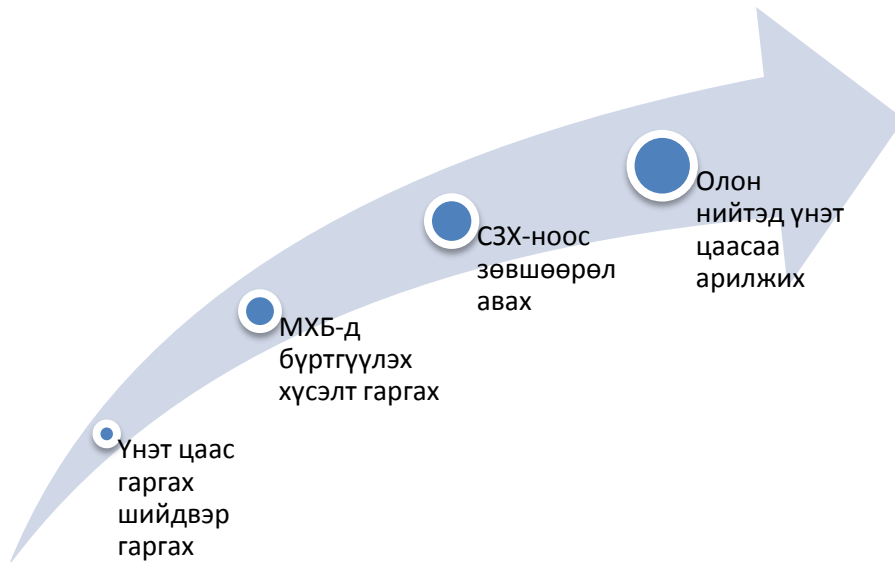 Үнэт цаас
гаргах
шийдвэр
гаргах
МХБ-д
бүртгүүлэх
хүсэлт гаргах
СЗХ-ноос
зөвшөөрөл
авах
Олон
нийтэд үнэт
цаасаа
арилжих